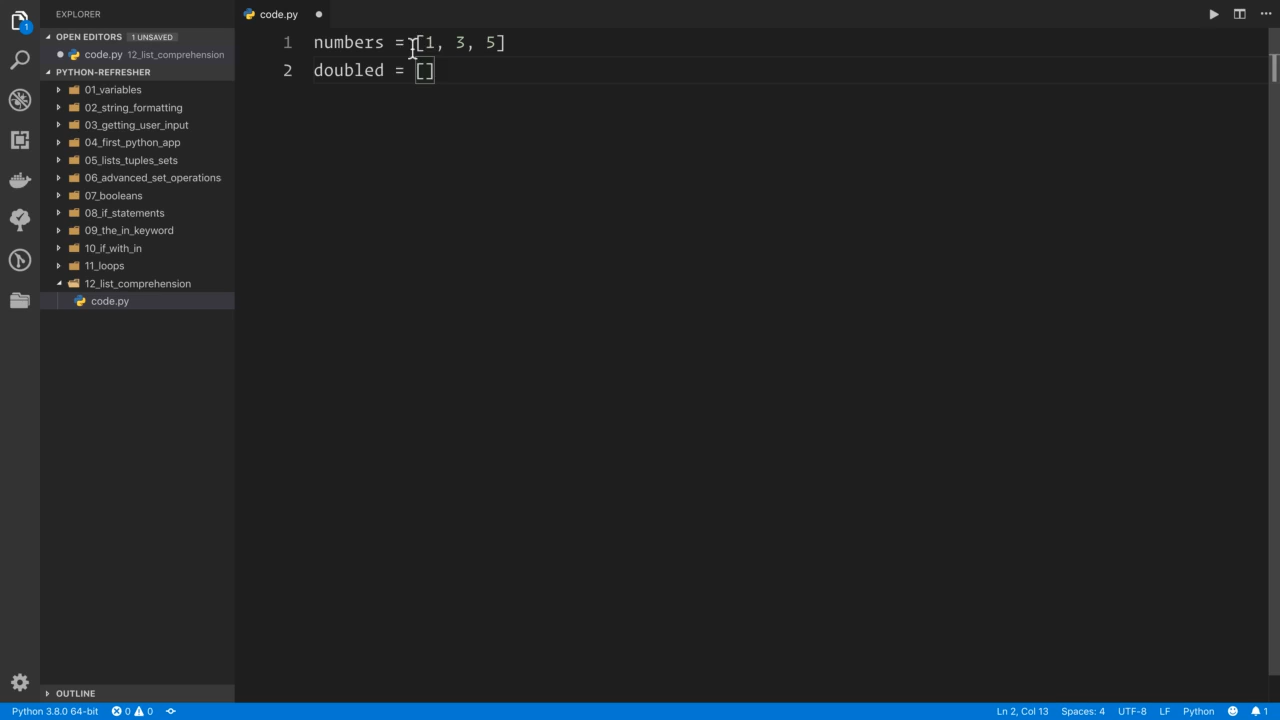 EXPLORER
OPEN EDITORS 1 UNSAVED
code.py 12_list_comprehension
PYTHON-REFRESHER
01_variables
02_string_formatting
03_getting_user_input
04_first_python_app
05_lists_tuples_sets
06_advanced_set_operations
07_booleans
08_if_statements
09_the_in_keyword
10_if_with_in
11_loops
12_list_comprehension
code.py
OUTLINE
code.py
1 numbers = [1, 3, 5]
2 doubled = []
1
Python 3.8.0 64-bit 0 0 Ln 2, Col 13 Spaces: 4 UTF-8 LF Python 1